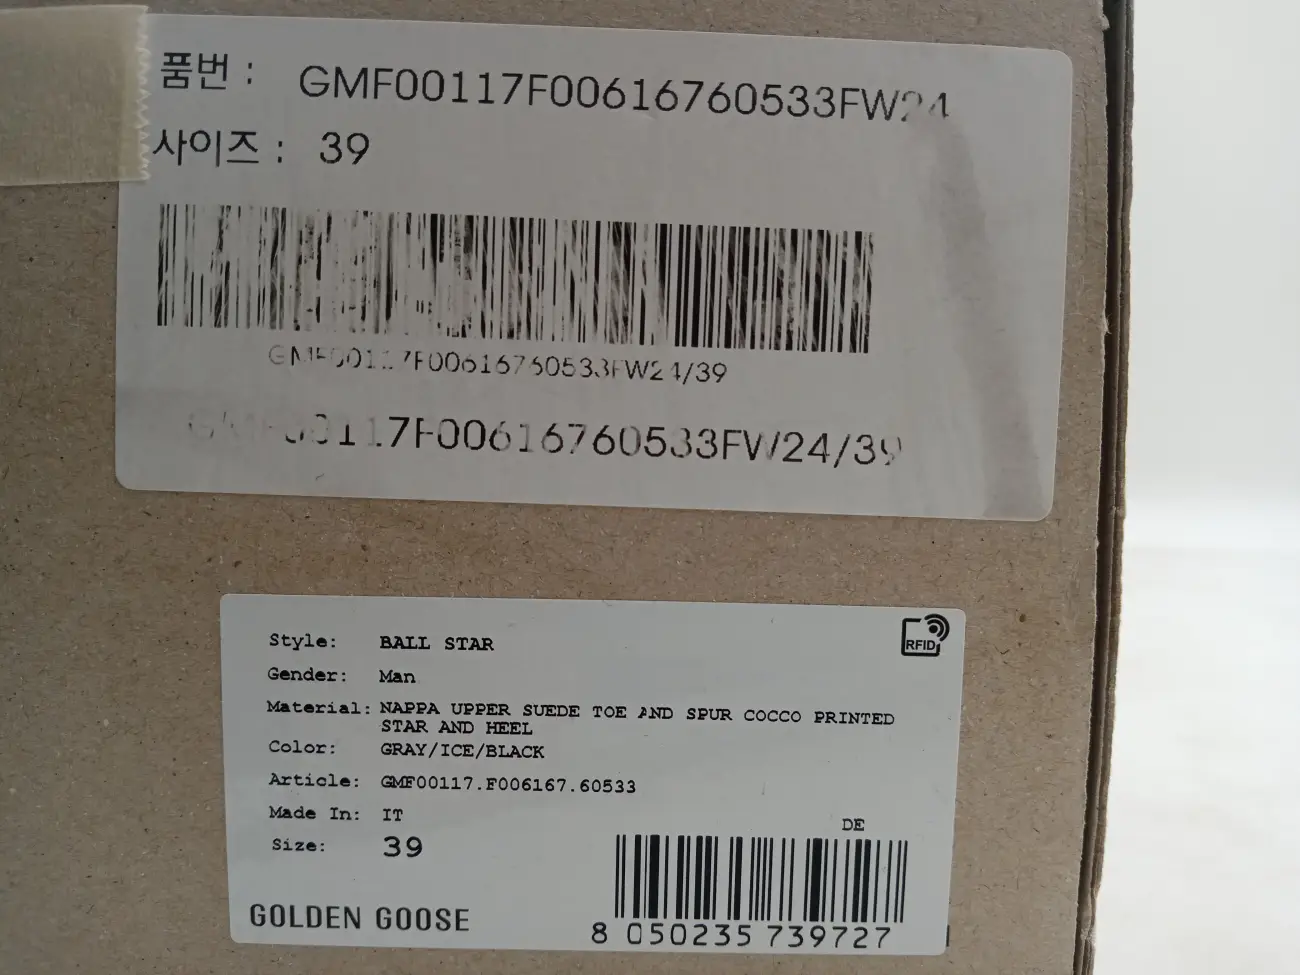 품번 : GMF00117F00616760533FW24
사이즈 : 39
GMF00117F00616760533FW24/39
GMF00117F00616760533FW24/39
RFID
Style: BALL STAR
Gender: Man
Material: NAPPA UPPER SUEDE TOE AND SPUR COCCO PRINTED
STAR AND HEEL
Color: GRAY/ICE/BLACK
Article: GMF00117.F006167.60533
Made In: IT
DE
Size: 39
GOLDEN GOOSE
8 050235 739727